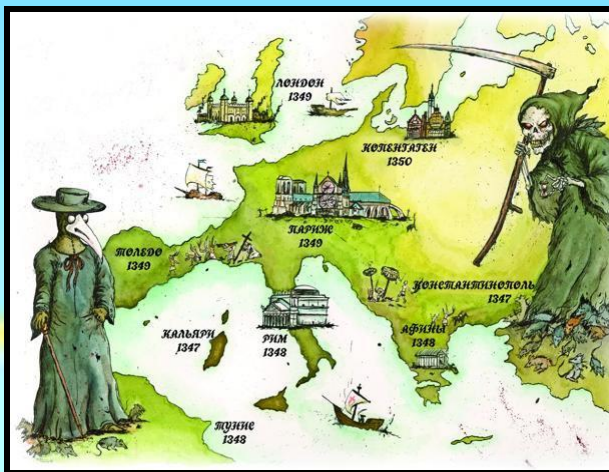 ЛОНДОН
1349
КОПЕНГАГЕН
1350
ПАРИЖ
1349
ТОЛЕДО
1349
КОНСТАНТИНОПОЛЬ
1347
АФИНЫ
1348
КАЛЬЯРИ
1347
РИМ
1348
ТУНИС
1348